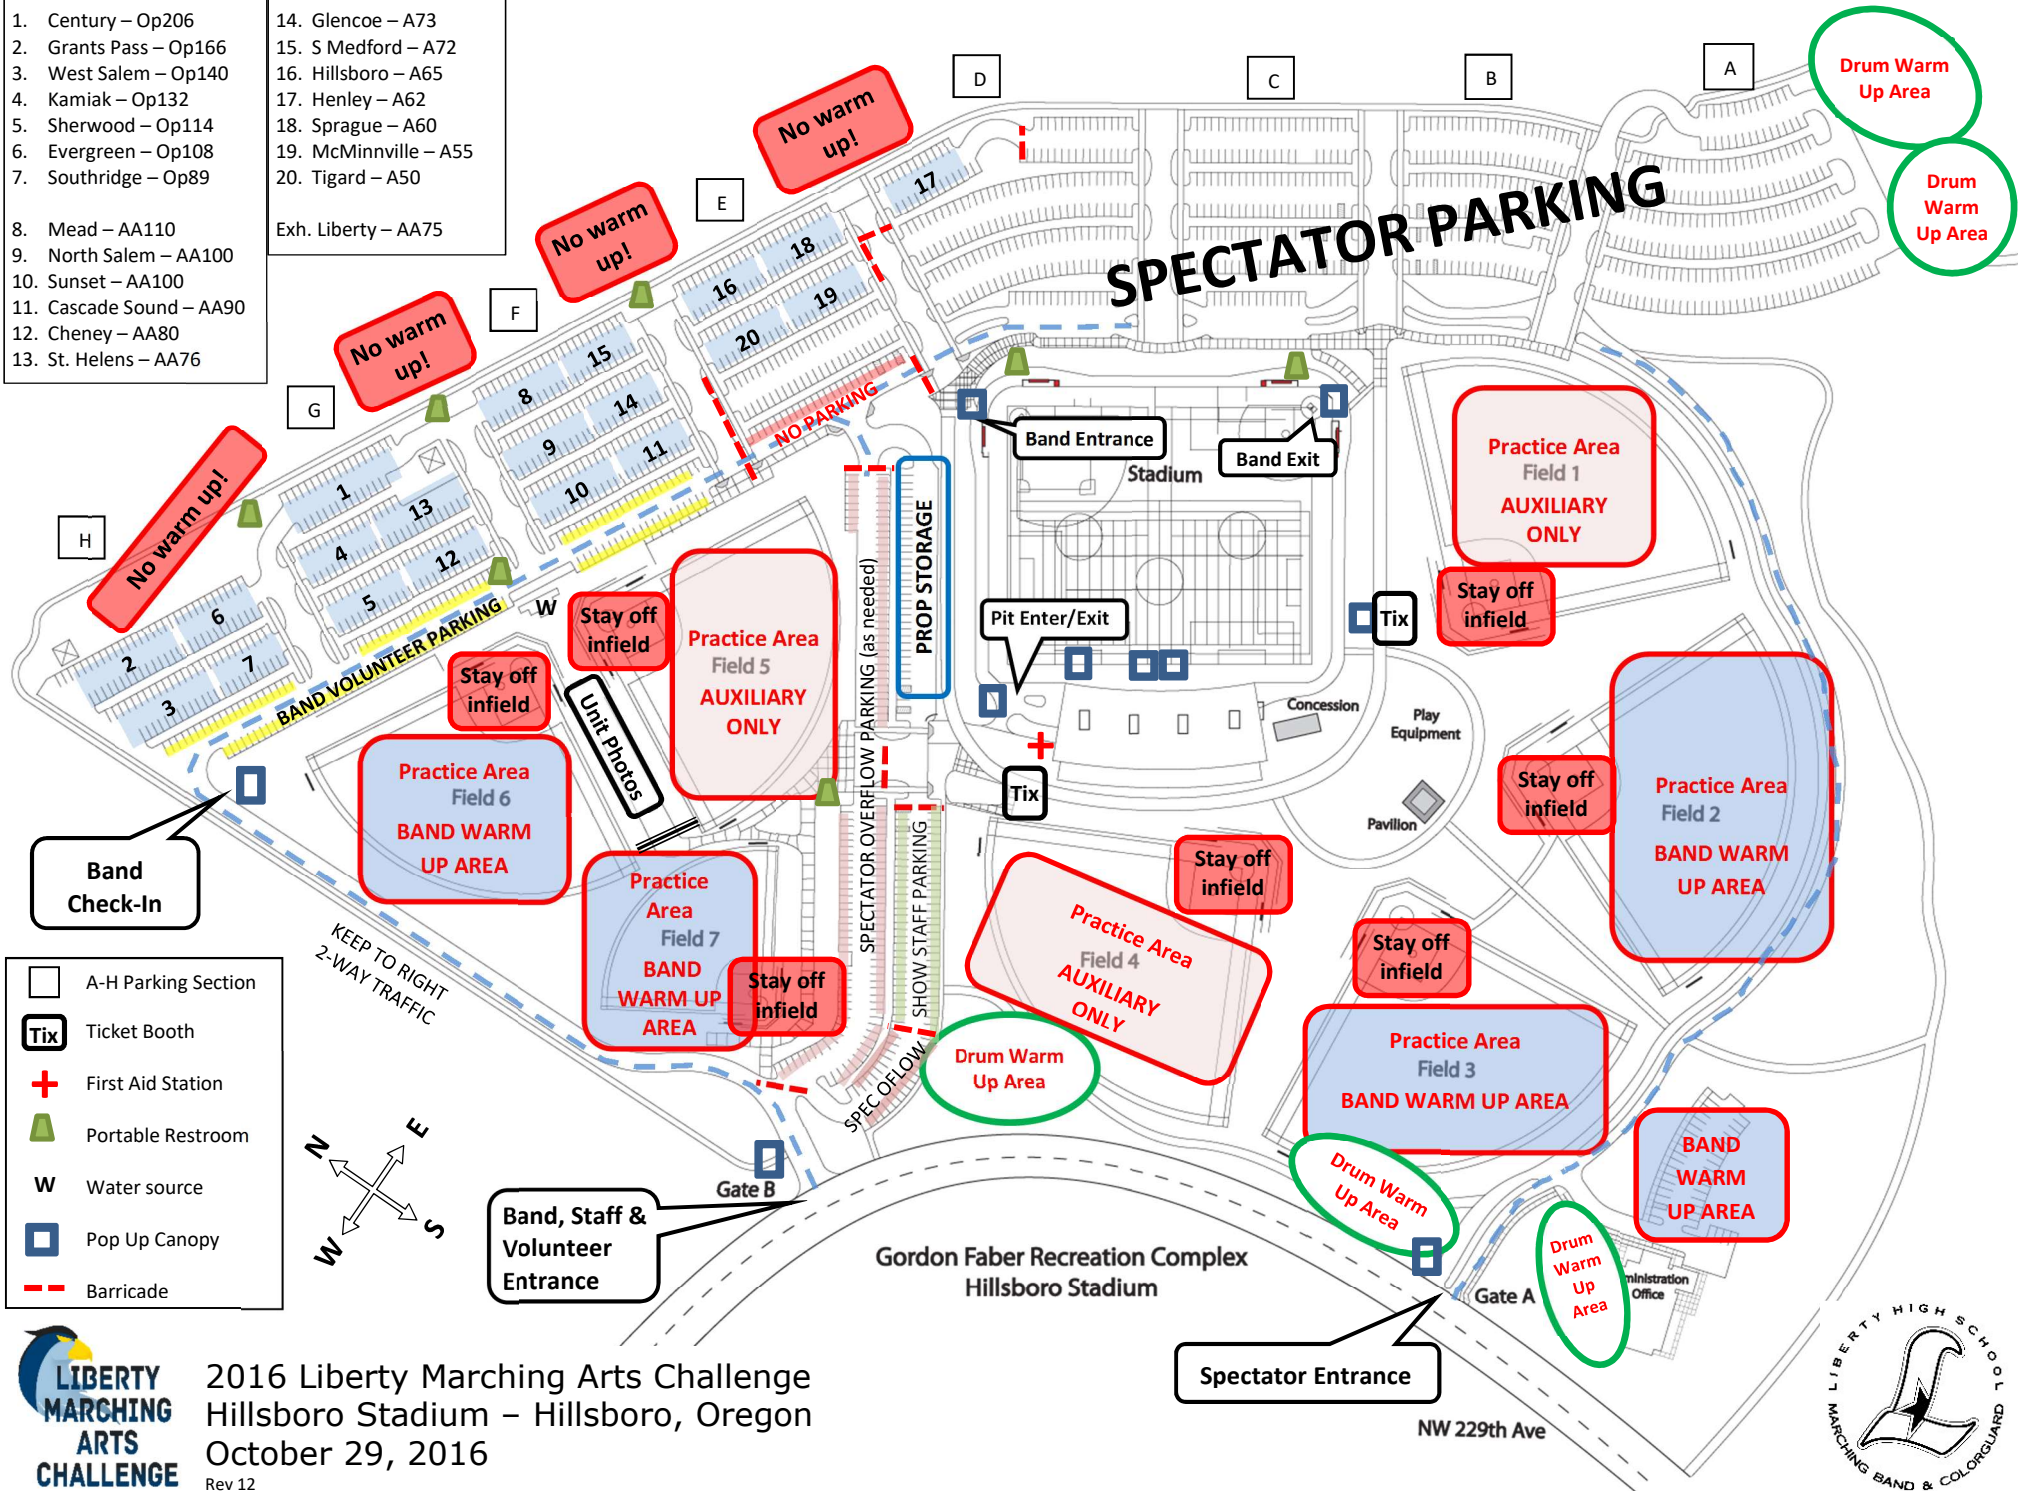 1. Century – Op206
2. Grants Pass – Op166
3. West Salem – Op140
4. Kamiak – Op132
5. Sherwood – Op114
6. Evergreen – Op108
7. Southridge – Op89
8. Mead – AA110
9. North Salem – AA100
10. Sunset – AA100
11. Cascade Sound – AA90
12. Cheney – AA80
13. St. Helens – AA76
14. Glencoe – A73
15. S Medford – A72
16. Hillsboro – A65
17. Henley – A62
18. Sprague – A60
19. McMinnville – A55
20. Tigard – A50
Exh. Liberty – AA75
D
C
B
A
Drum Warm
Up Area
Drum
Warm
Up Area
No warm
up!
E
17
No warm
up!
18
16
19
20
SPECTATOR PARKING
F
No warm
up!
15
8
14
9
11
10
NO PARKING
G
No warm up!
1
13
4
12
5
H
6
2
7
3
BAND VOLUNTEER PARKING
W
Band Entrance
Band Exit
Stadium
PROP STORAGE
Pit Enter/Exit
Tix
Practice Area
Field 1
AUXILIARY
ONLY
Stay off
infield
Stay off
infield
Practice Area
Field 5
AUXILIARY
ONLY
Stay off
infield
Unit Photos
SPECTATOR OVERFLOW PARKING (as needed)
Concession
Play
Equipment
Pavilion
Tix
Stay off
infield
Practice Area
Field 2
BAND WARM
UP AREA
Practice Area
Field 6
BAND WARM
UP AREA
Band
Check-In
KEEP TO RIGHT
2-WAY TRAFFIC
Practice
Area
Field 7
BAND
WARM UP
AREA
Stay off
infield
SHOW STAFF PARKING
SPEC OFLOW
Stay off
infield
Practice Area
Field 4
AUXILIARY
ONLY
Drum Warm
Up Area
Stay off
infield
Practice Area
Field 3
BAND WARM UP AREA
Drum Warm
Up Area
BAND
WARM
UP AREA
Drum
Warm
Up
Area
ministration
Office
Gate A
Gate B
Band, Staff &
Volunteer
Entrance
Gordon Faber Recreation Complex
Hillsboro Stadium
Spectator Entrance
NW 229th Ave
A-H Parking Section
Tix Ticket Booth
First Aid Station
Portable Restroom
W Water source
Pop Up Canopy
Barricade
N
E
W
S
LIBERTY
MARCHING
ARTS
CHALLENGE
2016 Liberty Marching Arts Challenge
Hillsboro Stadium – Hillsboro, Oregon
October 29, 2016
Rev 12
LIBERTY HIGH SCHOOL
MARCHING BAND & COLORGUARD
L